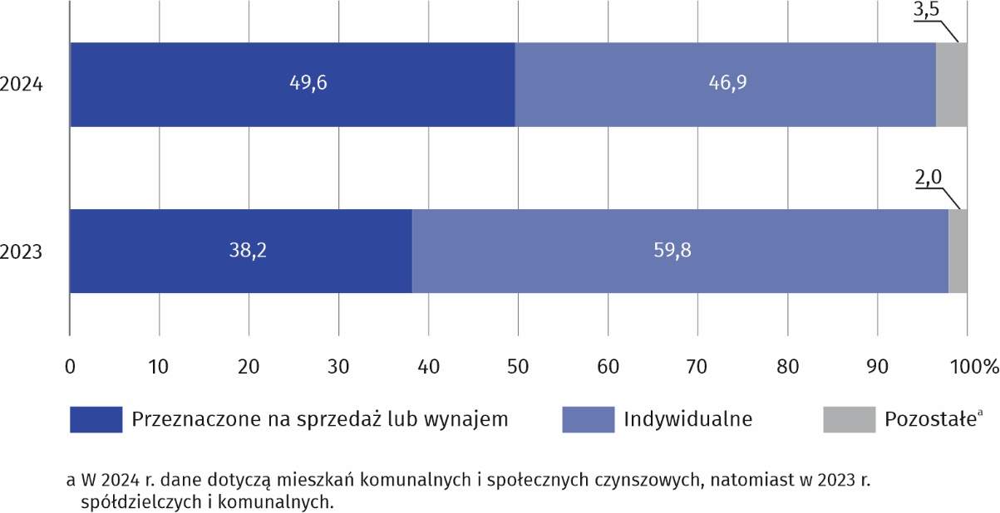 3,5
2024
49,6
46,9
2,0
2023
38,2
59,8
0 10 20 30 40 50 60 70 80 90 100%
Przeznaczone na sprzedaż lub wynajem Indywidualne Pozostałeª
a W 2024 r. dane dotyczą mieszkań komunalnych i społecznych czynszowych, natomiast w 2023 r.
spółdzielczych i komunalnych.